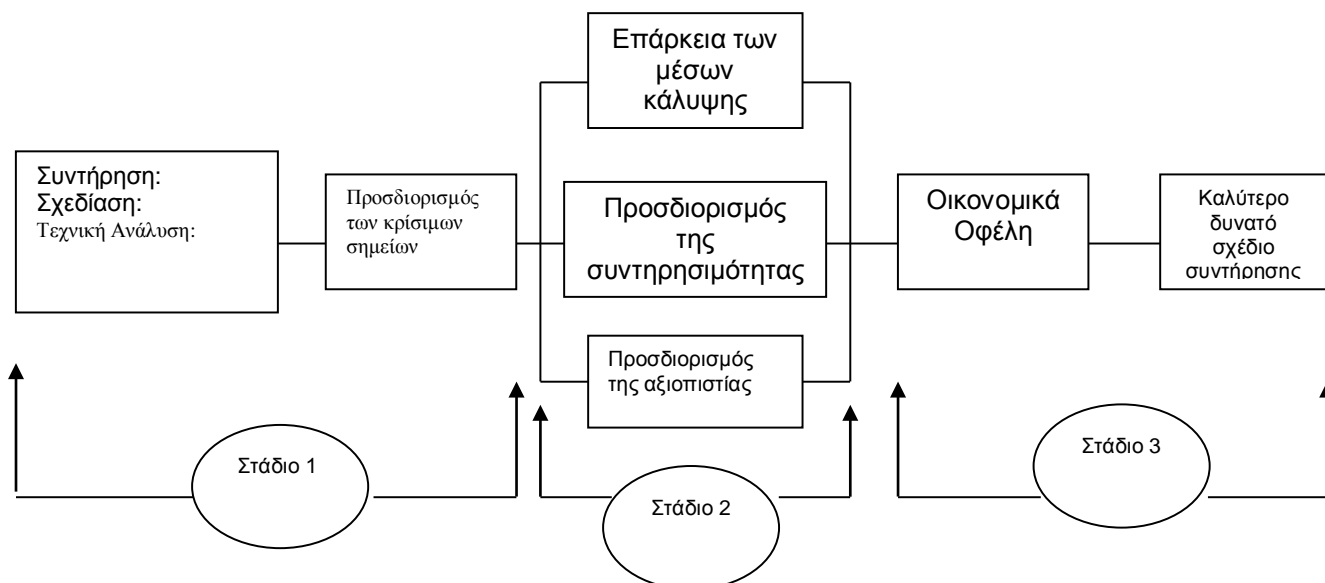 Επάρκεια των
μέσων
κάλυψης
Συντήρηση:
Σχεδίαση:
Τεχνική Ανάλυση:
Προσδιορισμός
των κρίσιμων
σημείων
Προσδιορισμός
της
συντηρησιμότητας
Οικονομικά
Οφέλη
Καλύτερο
δυνατό
σχέδιο
συντήρησης
Προσδιορισμός
της αξιοπιστίας
Στάδιο 1
Στάδιο 2
Στάδιο 3